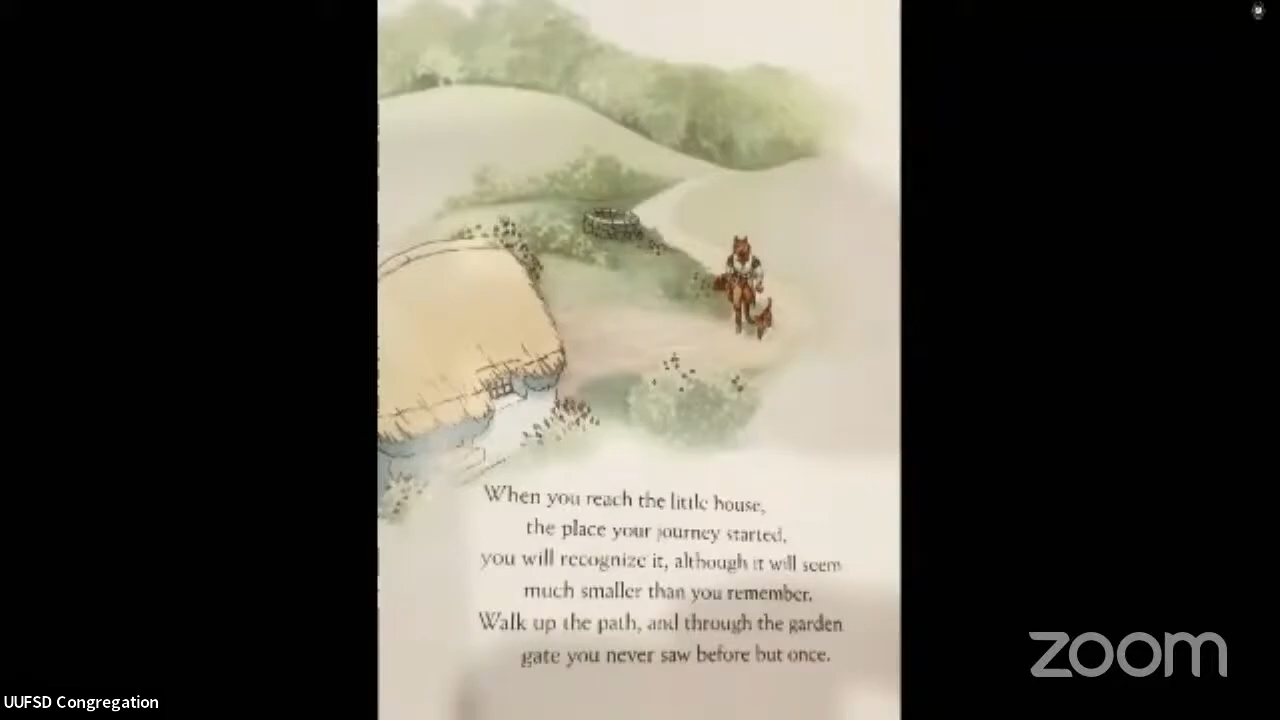 When you reach the little house,
the place your journey started,
you will recognize it, although it will seem
much smaller than you remember.
Walk up the path, and through the garden
gate you never saw before but once.
zoom
UUFSD Congregation